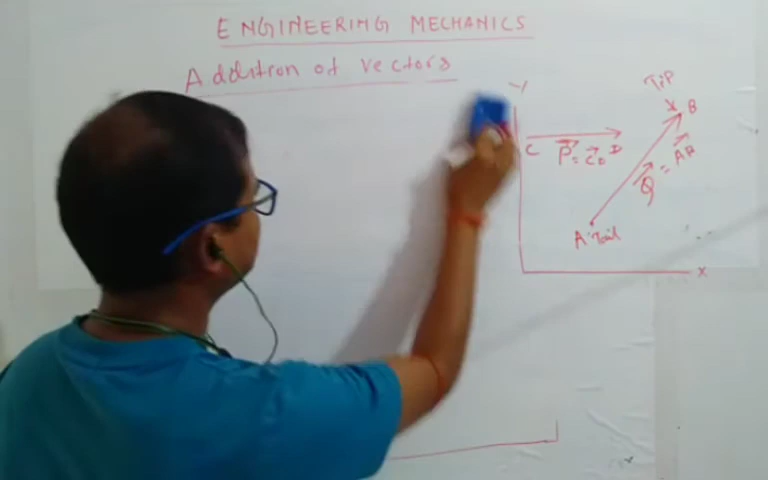 ENGINEERING MECHANICS
Addition of vectors
Y
Tip
B
C P = CD D
Q = AB
A Tail
X